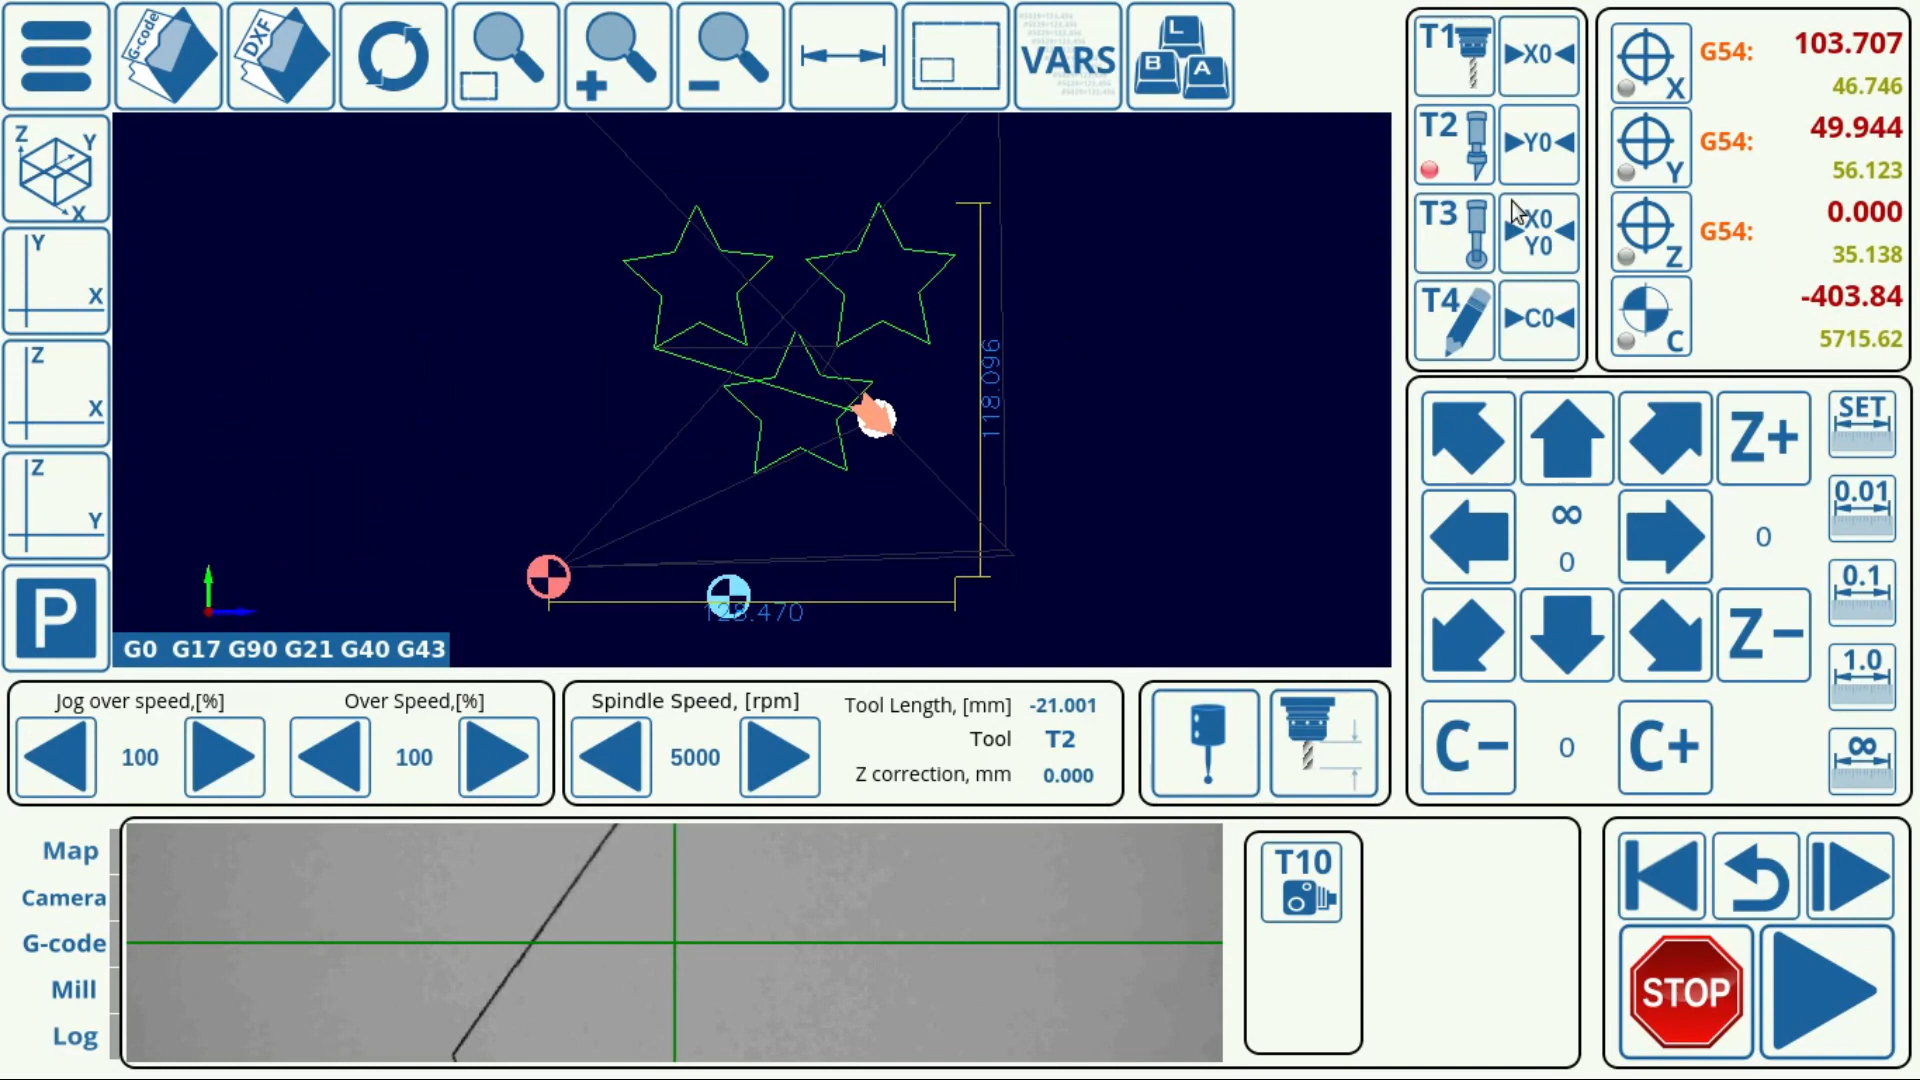 G-code
DXF
VARS
L
B
A
Z
Y
X
Y
X
Z
X
Z
Y
P
118.096
128.470
G0 G17 G90 G21 G40 G43
T1
X0
T2
Y0
T3
X0
Y0
T4
C0
X
G54:
103.707
46.746
Y
G54:
49.944
56.123
Z
G54:
0.000
35.138
C
-403.84
5715.62
Z+
SET
∞
0
0
0.01
0.1
Z-
1.0
C-
0
C+
∞
Jog over speed,[%]
100
Over Speed,[%]
100
Spindle Speed, [rpm]
5000
Tool Length, [mm] -21.001
Tool T2
Z correction, mm 0.000
Map
Camera
G-code
Mill
Log
T10
STOP